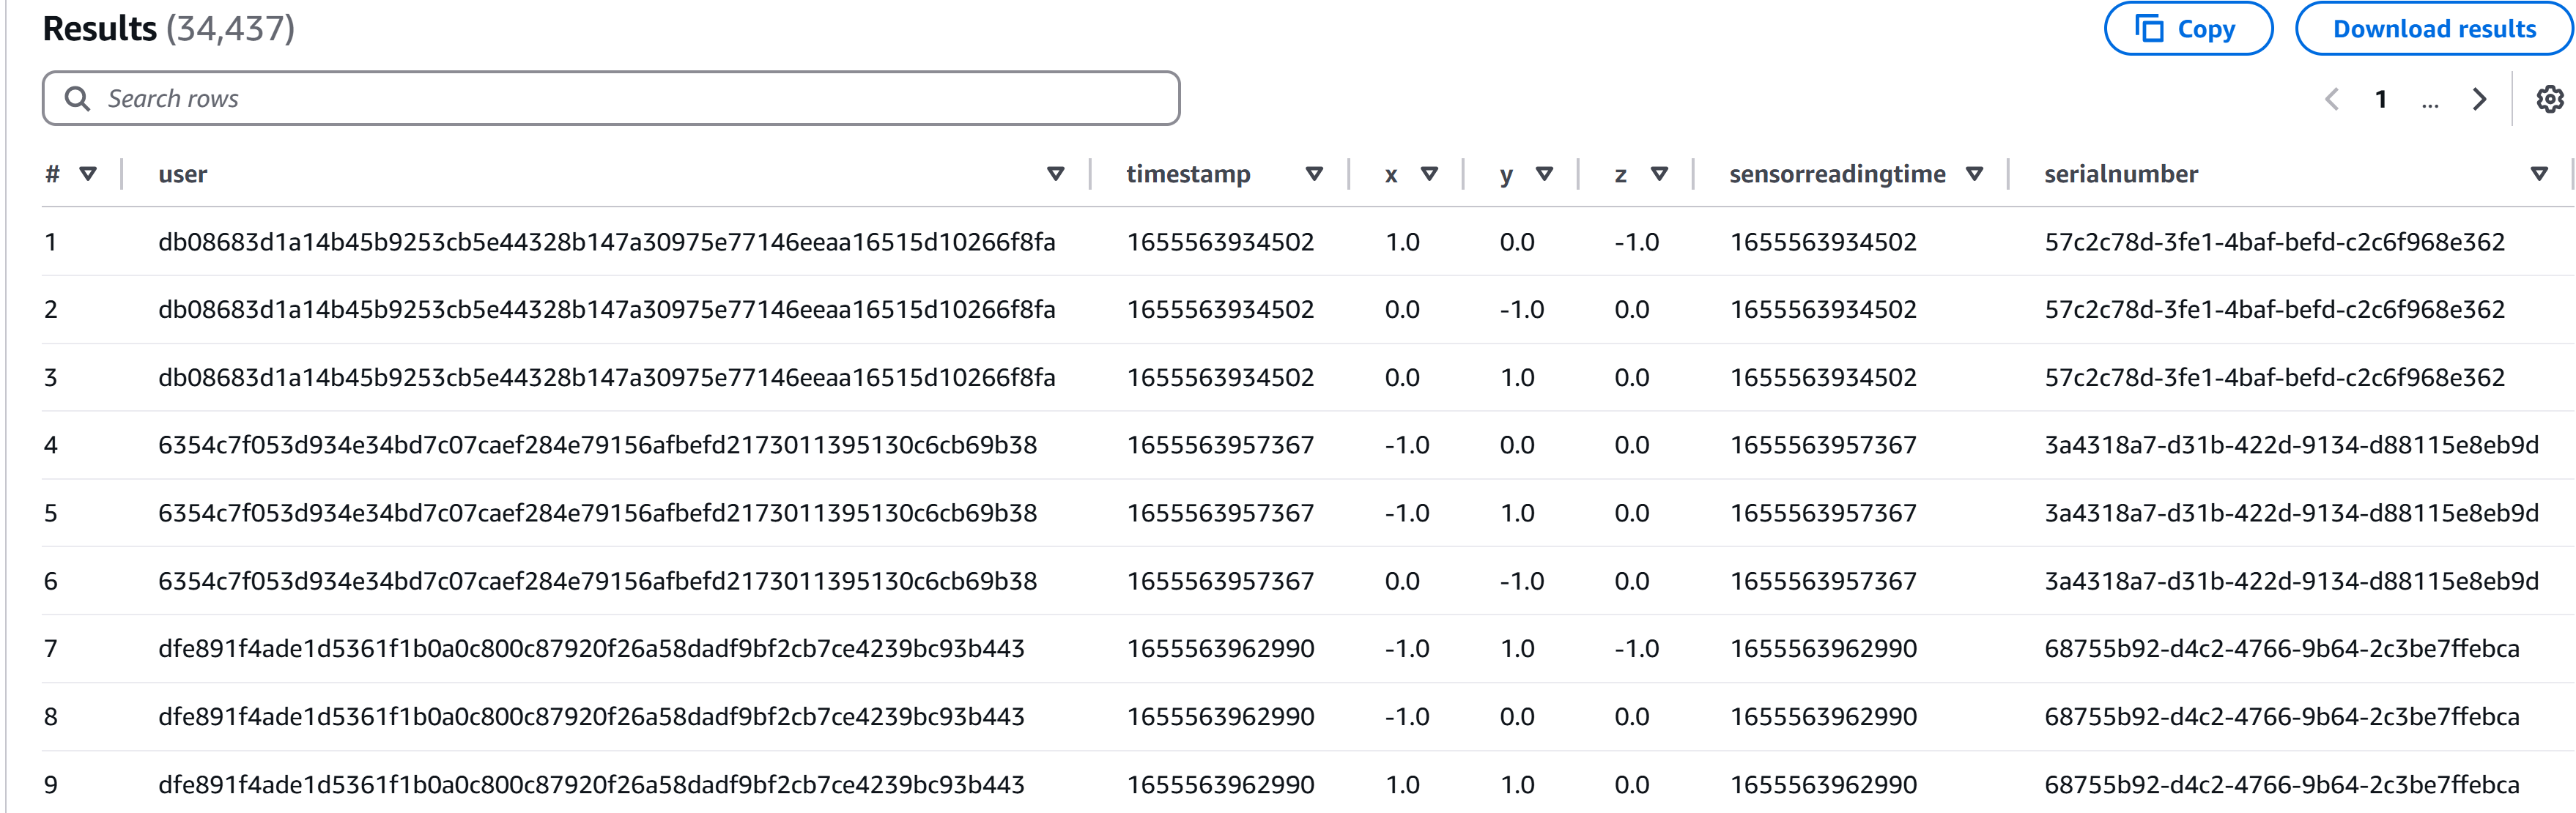 Results (34,437) Copy Download results
Search rows 1 ...
# user timestamp x y z sensorreadingtime serialnumber
1 db08683d1a14b45b9253cb5e44328b147a30975e77146eeaa16515d10266f8fa 1655563934502 1.0 0.0 -1.0 1655563934502 57c2c78d-3fe1-4baf-befd-c2c6f968e362
2 db08683d1a14b45b9253cb5e44328b147a30975e77146eeaa16515d10266f8fa 1655563934502 0.0 -1.0 0.0 1655563934502 57c2c78d-3fe1-4baf-befd-c2c6f968e362
3 db08683d1a14b45b9253cb5e44328b147a30975e77146eeaa16515d10266f8fa 1655563934502 0.0 1.0 0.0 1655563934502 57c2c78d-3fe1-4baf-befd-c2c6f968e362
4 6354c7f053d934e34bd7c07caef284e79156afbefd2173011395130c6cb69b38 1655563957367 -1.0 0.0 0.0 1655563957367 3a4318a7-d31b-422d-9134-d88115e8eb9d
5 6354c7f053d934e34bd7c07caef284e79156afbefd2173011395130c6cb69b38 1655563957367 -1.0 1.0 0.0 1655563957367 3a4318a7-d31b-422d-9134-d88115e8eb9d
6 6354c7f053d934e34bd7c07caef284e79156afbefd2173011395130c6cb69b38 1655563957367 0.0 -1.0 0.0 1655563957367 3a4318a7-d31b-422d-9134-d88115e8eb9d
7 dfe891f4ade1d5361f1b0a0c800c87920f26a58dadf9bf2cb7ce4239bc93b443 1655563962990 -1.0 1.0 -1.0 1655563962990 68755b92-d4c2-4766-9b64-2c3be7ffebca
8 dfe891f4ade1d5361f1b0a0c800c87920f26a58dadf9bf2cb7ce4239bc93b443 1655563962990 -1.0 0.0 0.0 1655563962990 68755b92-d4c2-4766-9b64-2c3be7ffebca
9 dfe891f4ade1d5361f1b0a0c800c87920f26a58dadf9bf2cb7ce4239bc93b443 1655563962990 1.0 1.0 0.0 1655563962990 68755b92-d4c2-4766-9b64-2c3be7ffebca